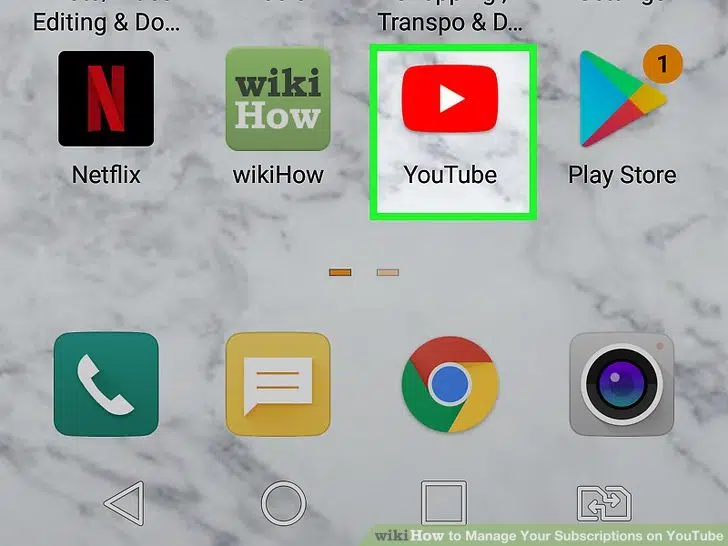 Editing & Do...
Transpo & D...
1
wiki
How
Netflix
wikiHow
YouTube
Play Store
wikiHow to Manage Your Subscriptions on YouTube